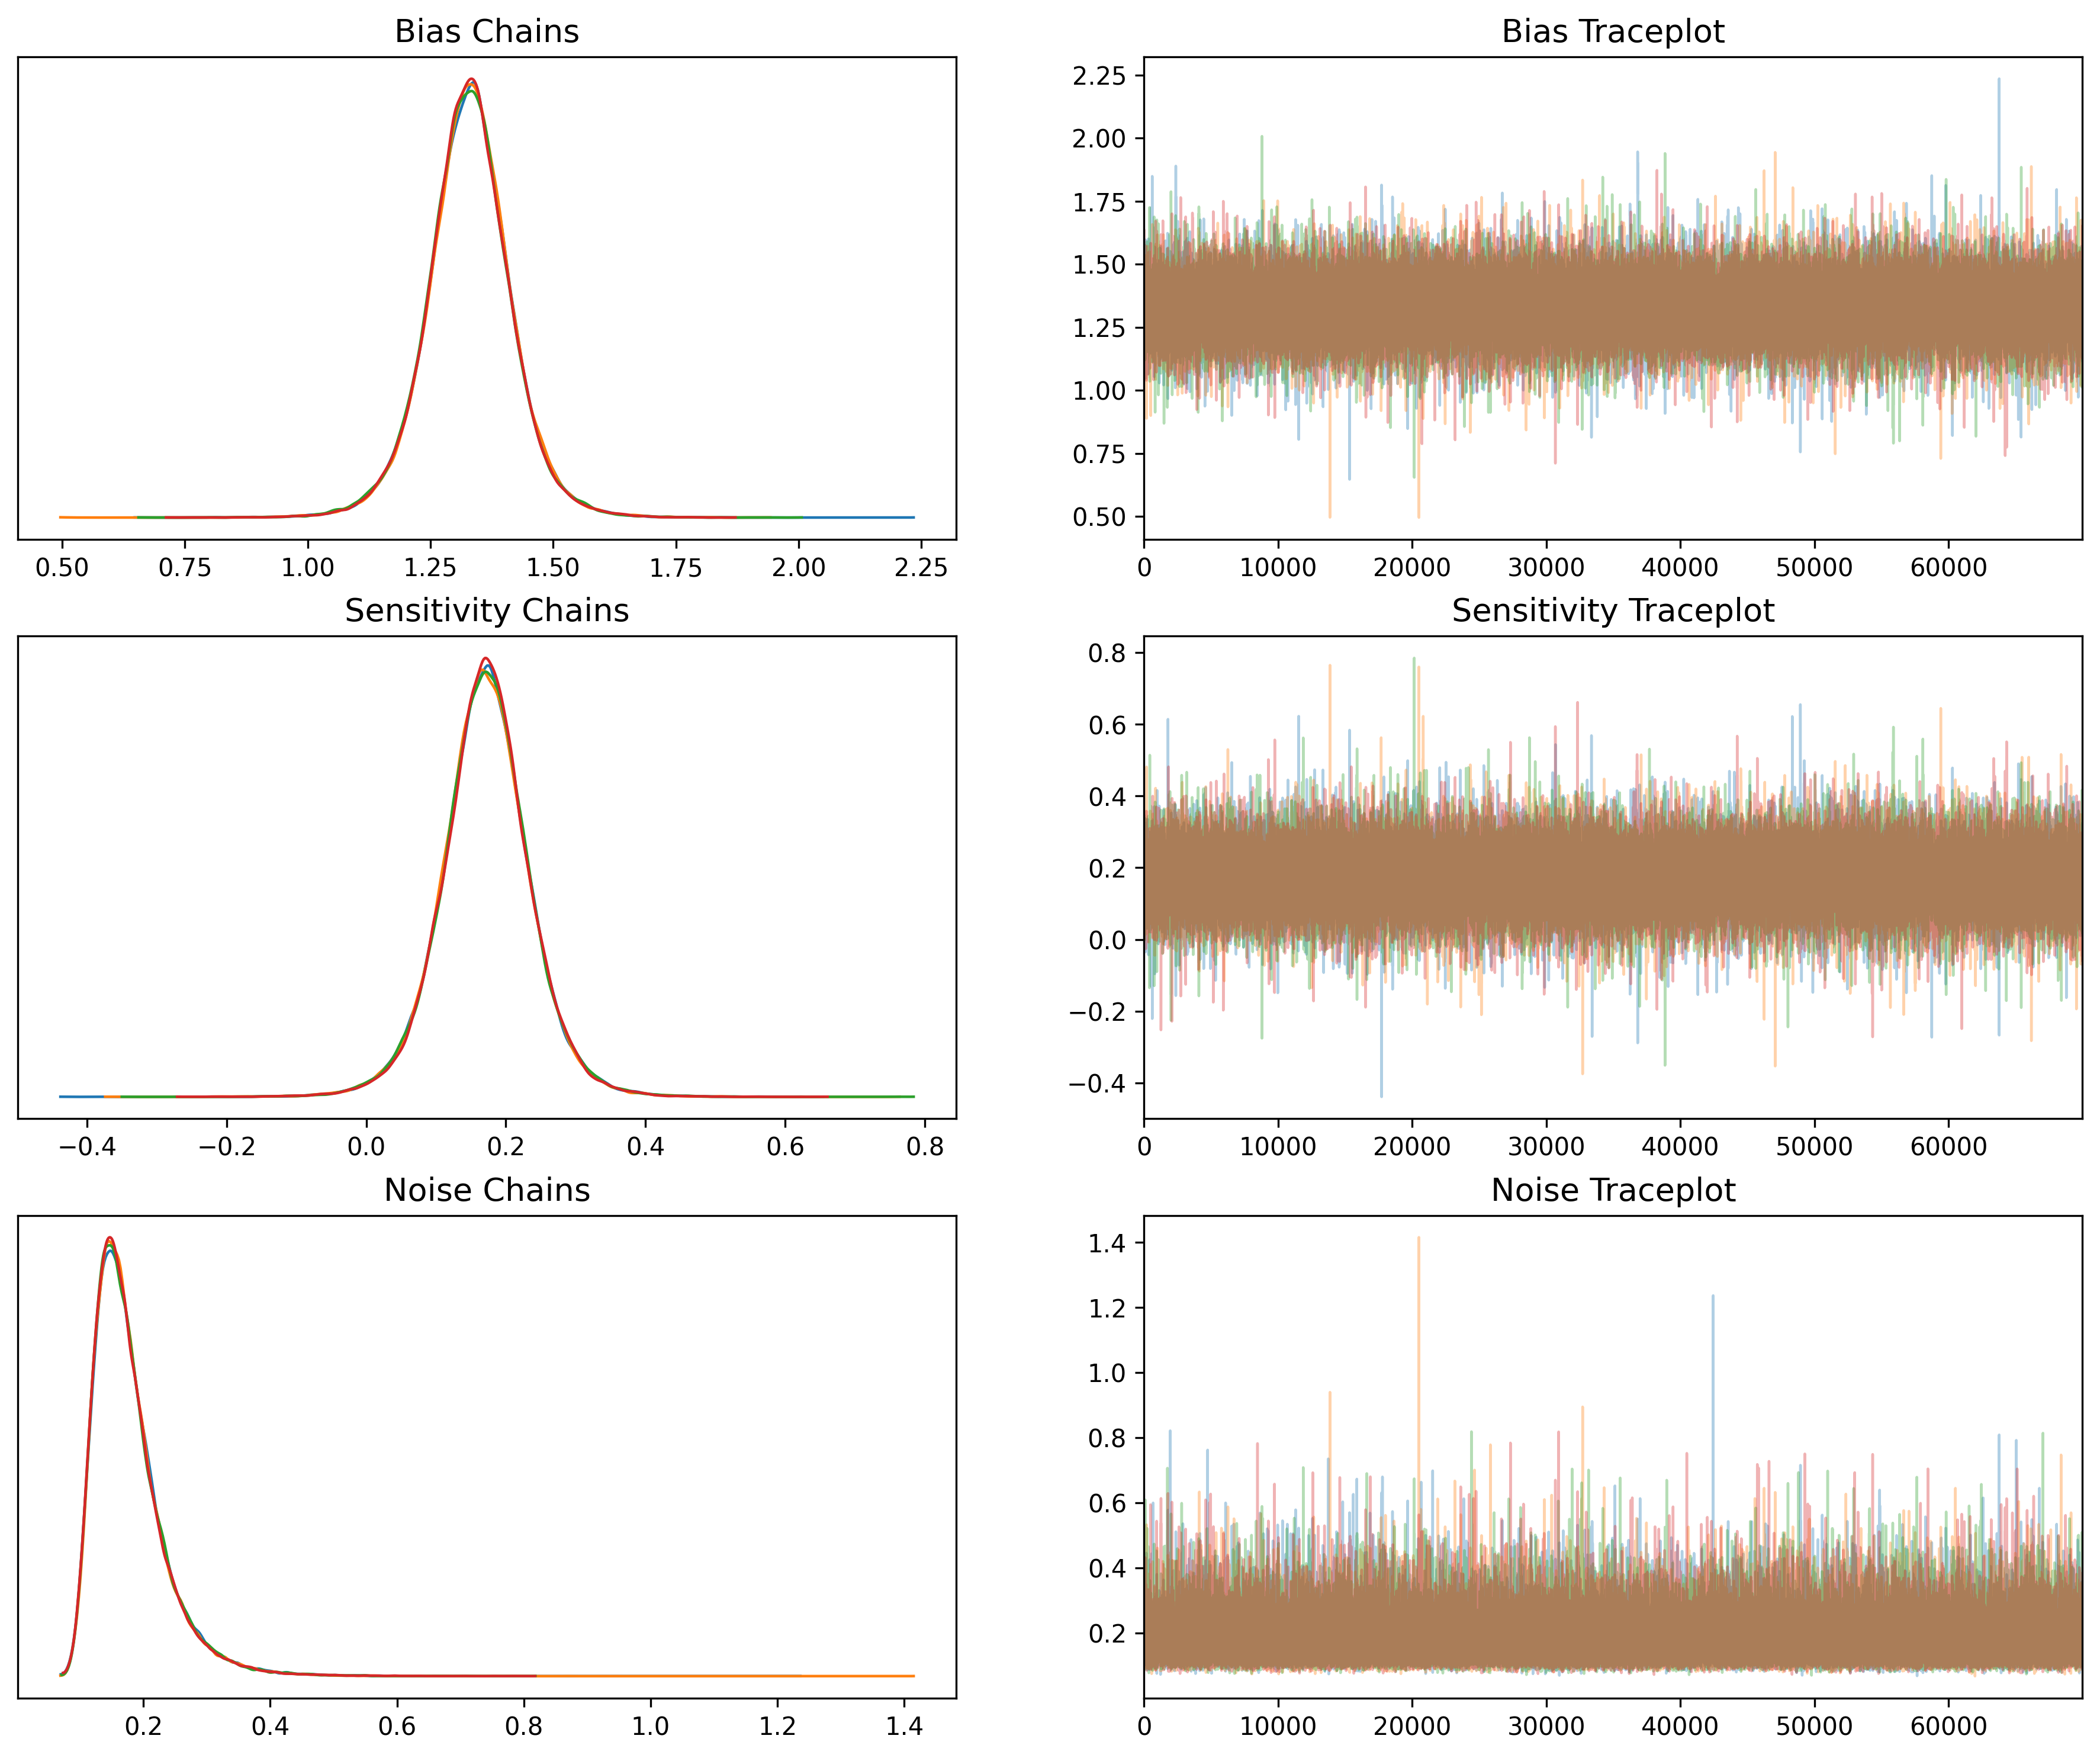 Bias Chains
Bias Traceplot
2.25
2.00
1.75
1.50
1.25
1.00
0.75
0.50
0.50 0.75 1.00 1.25 1.50 1.75 2.00 2.25
0 10000 20000 30000 40000 50000 60000
Sensitivity Chains
Sensitivity Traceplot
0.8
0.6
0.4
0.2
0.0
−0.2
−0.4
−0.4 −0.2 0.0 0.2 0.4 0.6 0.8
0 10000 20000 30000 40000 50000 60000
Noise Chains
Noise Traceplot
1.4
1.2
1.0
0.8
0.6
0.4
0.2
0.2 0.4 0.6 0.8 1.0 1.2 1.4
0 10000 20000 30000 40000 50000 60000